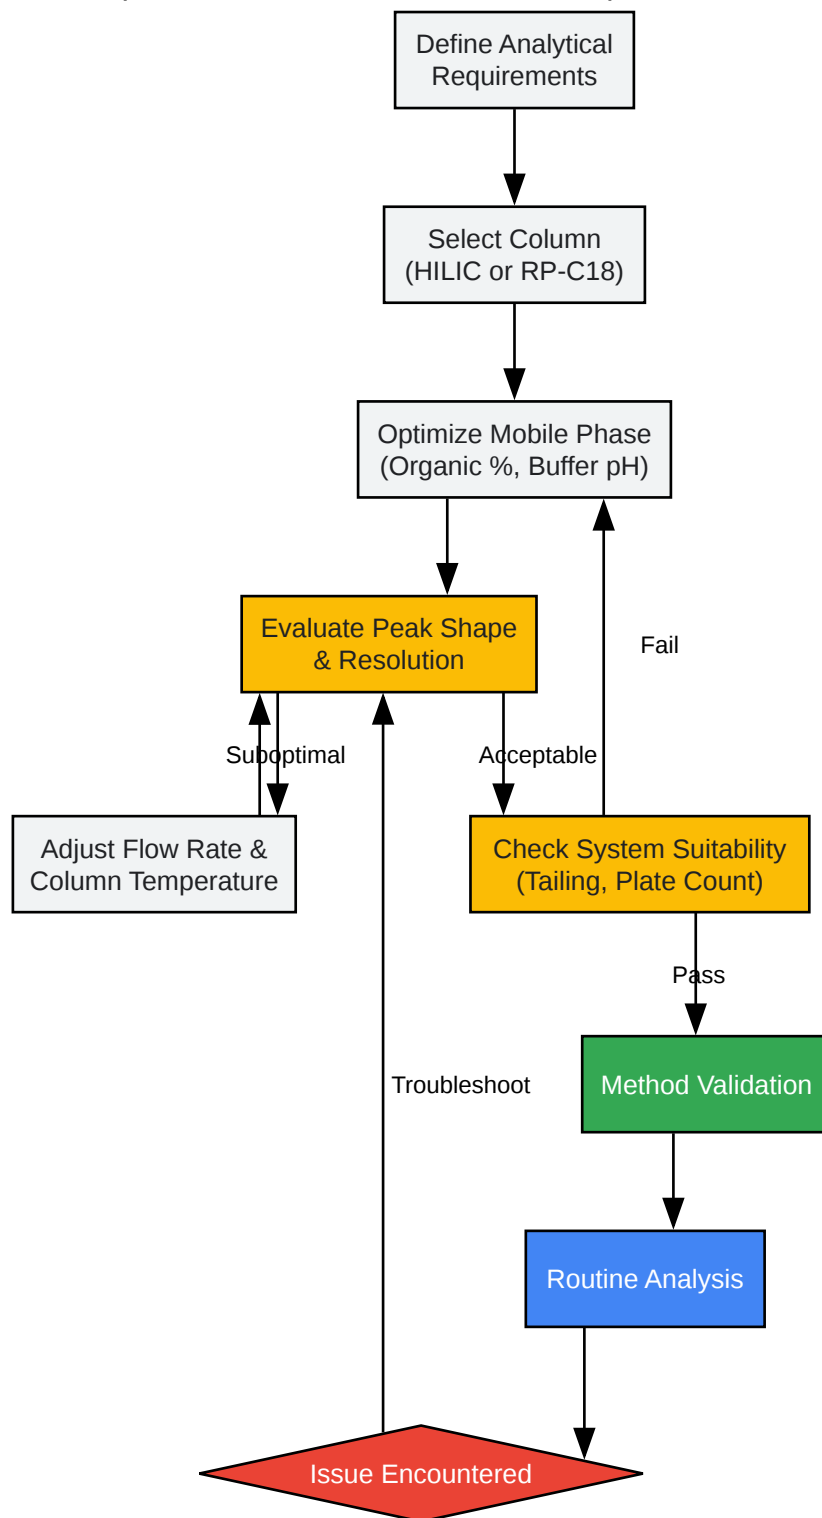 Define Analytical
Requirements
Select Column
(HILIC or RP-C18)
Optimize Mobile Phase
(Organic %, Buffer pH)
Evaluate Peak Shape
& Resolution
Fail
Suboptimal
Acceptable
Adjust Flow Rate &
Column Temperature
Check System Suitability
(Tailing, Plate Count)
Pass
Method Validation
Troubleshoot
Routine Analysis
Issue Encountered